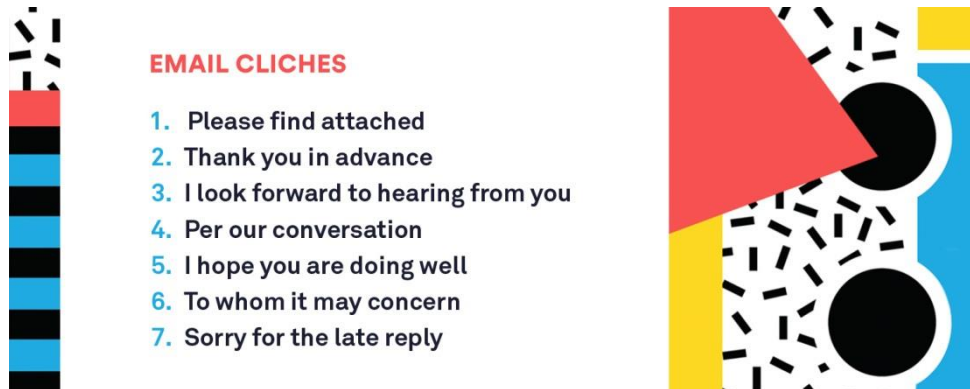 EMAIL CLICHES
1. Please find attached
2. Thank you in advance
3. I look forward to hearing from you
4. Per our conversation
5. I hope you are doing well
6. To whom it may concern
7. Sorry for the late reply